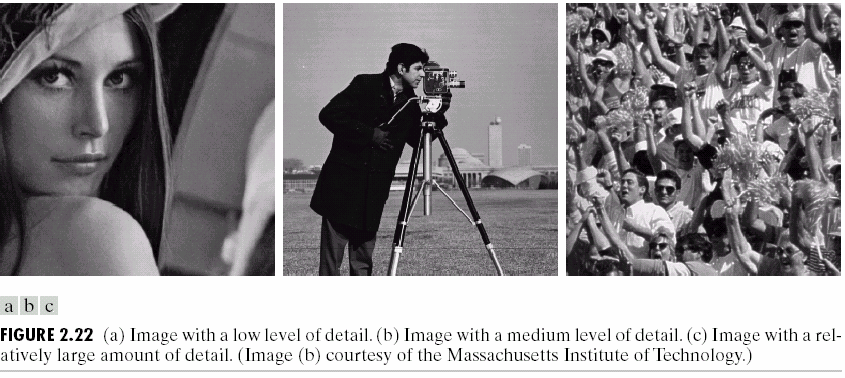 a b c
FIGURE 2.22 (a) Image with a low level of detail. (b) Image with a medium level of detail. (c) Image with a rel-
atively large amount of detail. (Image (b) courtesy of the Massachusetts Institute of Technology.)